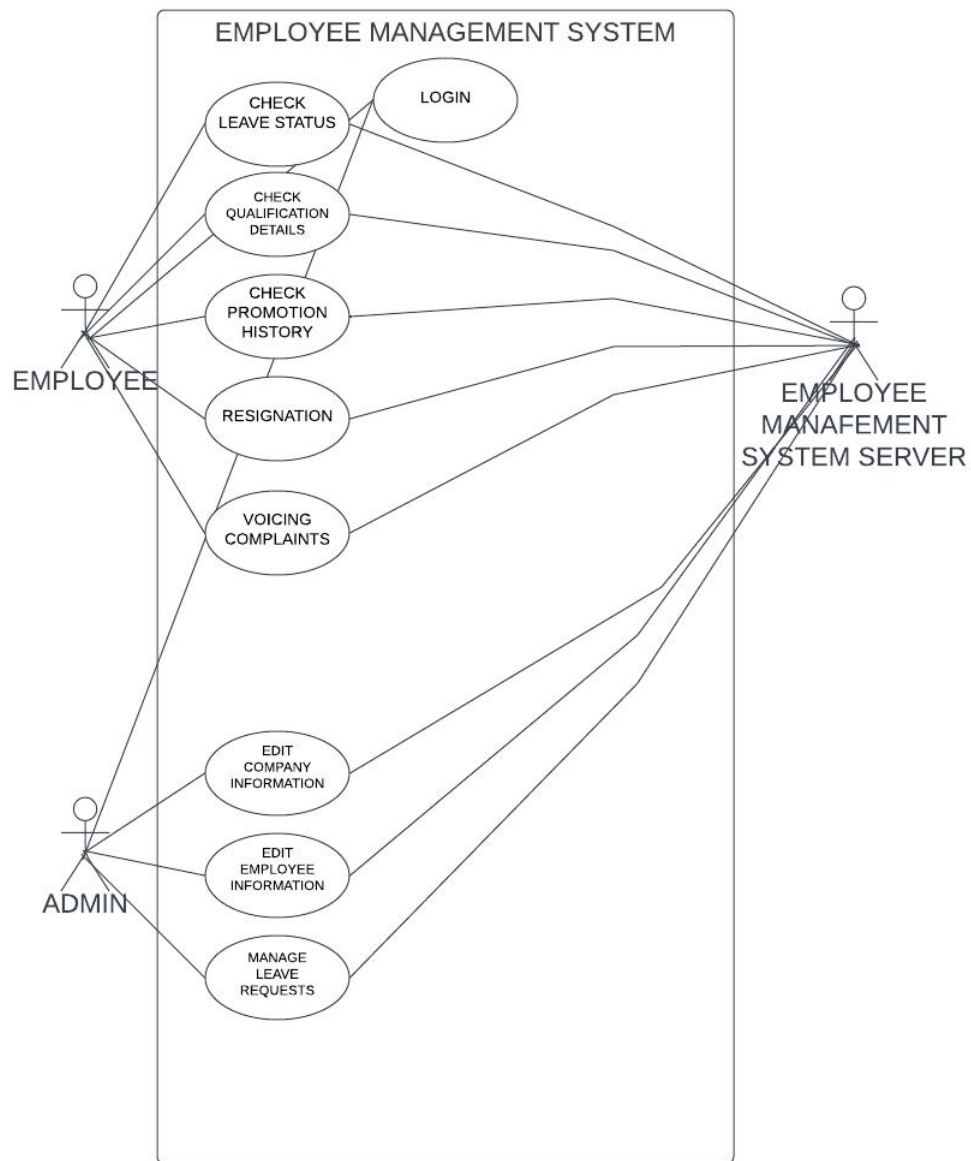 EMPLOYEE MANAGEMENT SYSTEM
LOGIN
CHECK
LEAVE STATUS
CHECK
QUALIFICATION
DETAILS
CHECK
PROMOTION
HISTORY
EMPLOYEE
RESIGNATION
EMPLOYEE
MANAFEMENT
SYSTEM SERVER
VOICING
COMPLAINTS
EDIT
COMPANY
INFORMATION
EDIT
EMPLOYEE
INFORMATION
ADMIN
MANAGE
LEAVE
REQUESTS